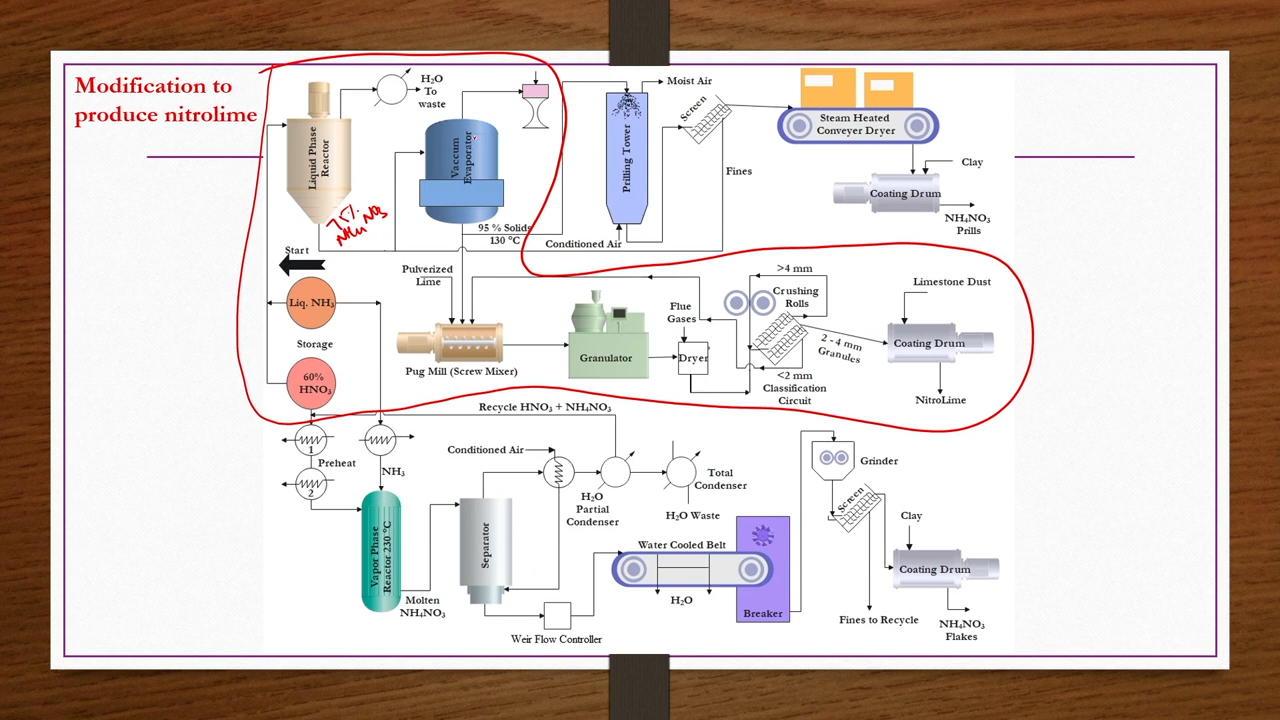 Modification to
produce nitrolime
H₂O
To
waste
Liquid Phase
Reactor
75%
NH₄NO₃
Vaccum
Evaporator
95 % Solids
130 °C
Prilling Tower
Moist Air
Conditioned Air
Screen
Fines
Steam Heated
Conveyer Dryer
Clay
Coating Drum
NH₄NO₃
Prills
Start
Liq. NH₃
Storage
60%
HNO₃
Pulverized
Lime
Pug Mill (Screw Mixer)
Granulator
Flue
Gases
Dryer
>4 mm
Crushing
Rolls
<2 mm
Classification
Circuit
2 - 4 mm
Granules
Limestone Dust
Coating Drum
NitroLime
Recycle HNO₃ + NH₄NO₃
1
Preheat
2
NH₃
Vapor Phase
Reactor 230 °C
Molten
NH₄NO₃
Conditioned Air
Separator
H₂O
Partial
Condenser
Total
Condenser
H₂O Waste
Weir Flow Controller
Water Cooled Belt
H₂O
Breaker
Grinder
Screen
Clay
Coating Drum
Fines to Recycle
NH₄NO₃
Flakes